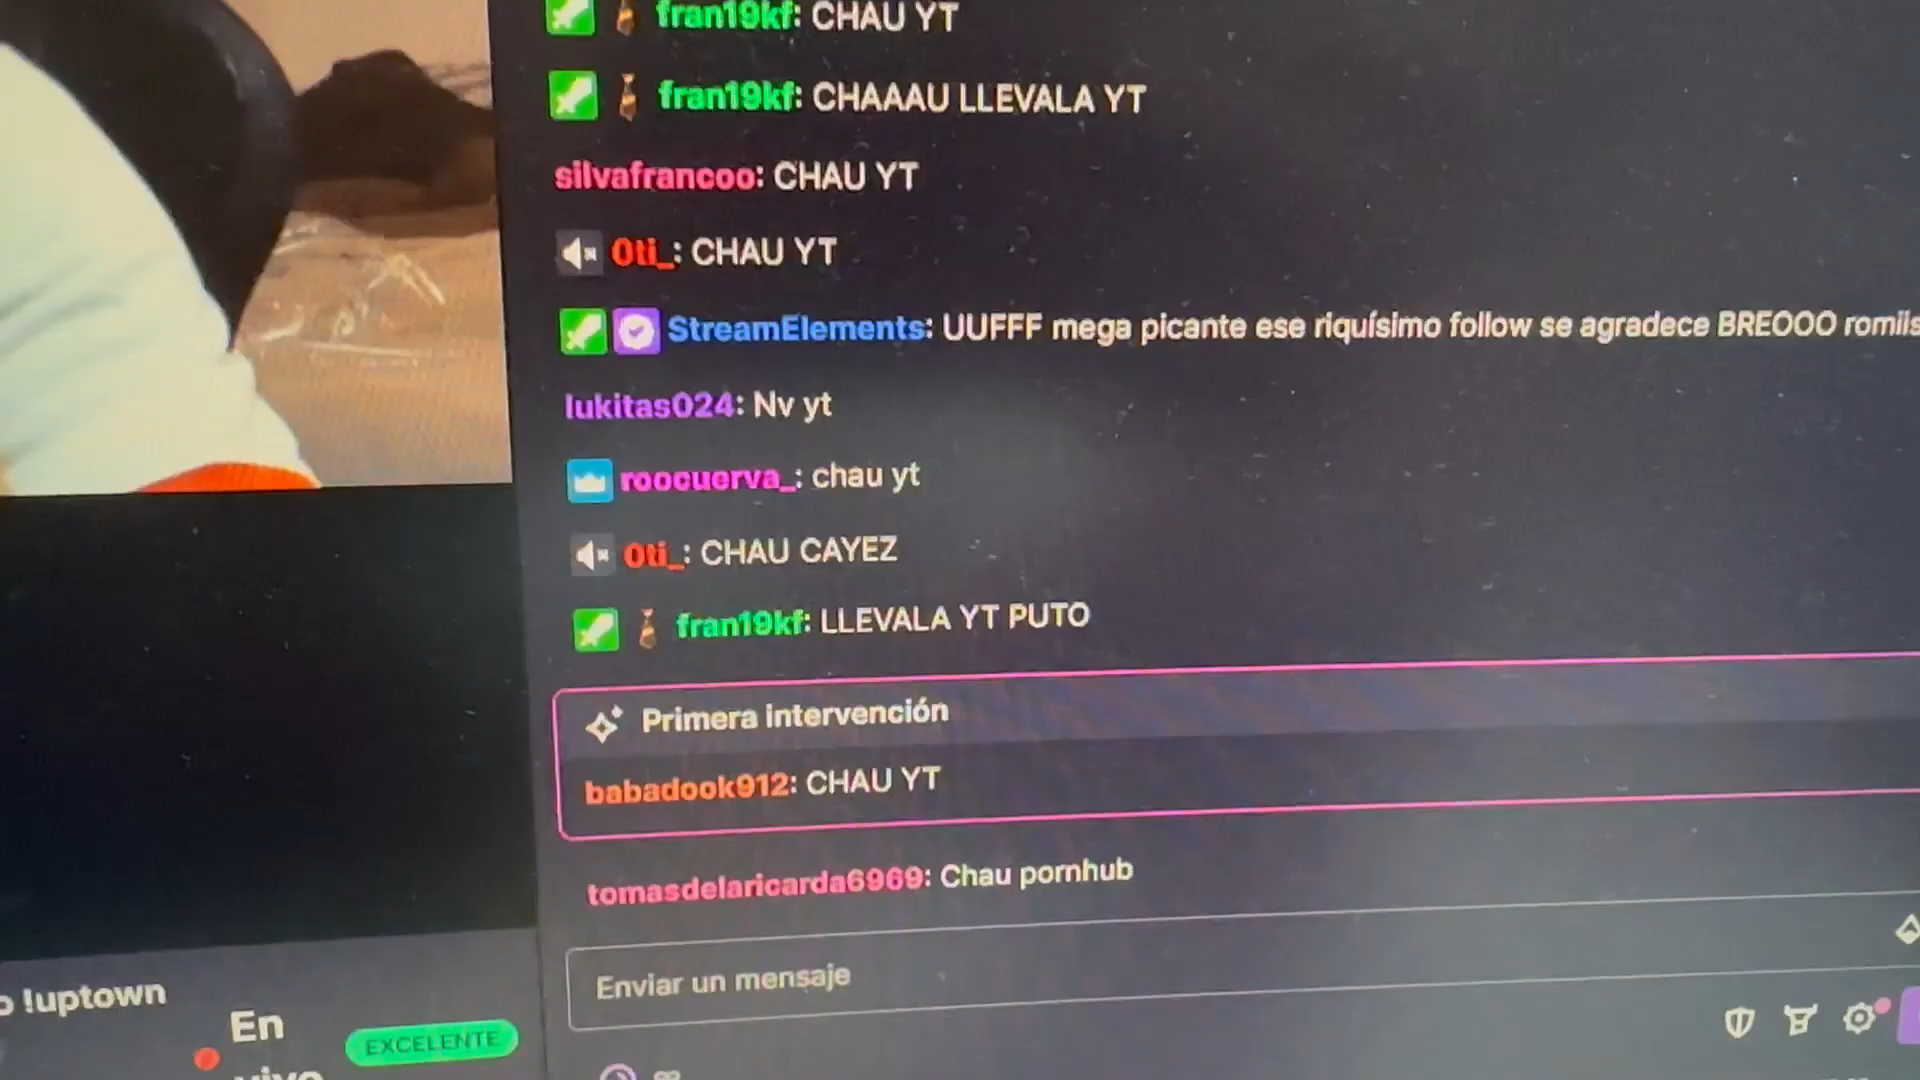 fran19kf: CHAU YT
fran19kf: CHAAAU LLEVALA YT
silvafrancoo: CHAU YT
0ti_: CHAU YT
StreamElements: UUFFF mega picante ese riquísimo follow se agradece BREOOO
lukitas024: Nv yt
roocuerva_: chau yt
0ti_: CHAU CAYEZ
fran19kf: LLEVALA YT PUTO
Primera intervención
babadook912: CHAU YT
tomasdelaricarda6969: Chau pornhub
Enviar un mensaje
!uptown
En
vivo
EXCELENTE